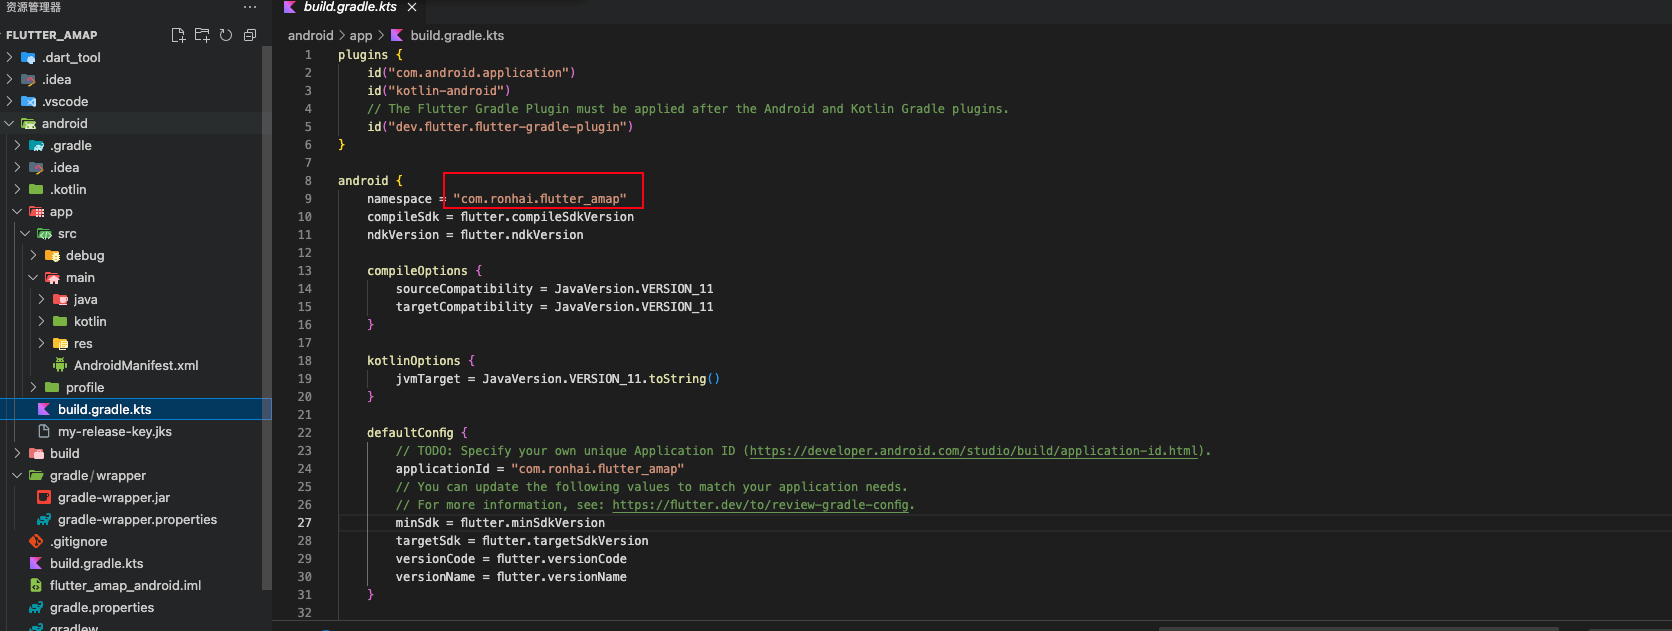 资源管理器
···
FLUTTER_AMAP
.dart_tool
.idea
.vscode
android
.gradle
.idea
.kotlin
app
src
debug
main
java
kotlin
res
AndroidManifest.xml
profile
build.gradle.kts
my-release-key.jks
build
gradle/wrapper
gradle-wrapper.jar
gradle-wrapper.properties
.gitignore
build.gradle.kts
flutter_amap_android.iml
gradle.properties
gradlew
build.gradle.kts
android > app > build.gradle.kts
1 plugins {
2 id("com.android.application")
3 id("kotlin-android")
4 // The Flutter Gradle Plugin must be applied after the Android and Kotlin Gradle plugins.
5 id("dev.flutter.flutter-gradle-plugin")
6 }
7
8 android {
9 namespace = "com.ronhai.flutter_amap"
10 compileSdk = flutter.compileSdkVersion
11 ndkVersion = flutter.ndkVersion
12
13 compileOptions {
14 sourceCompatibility = JavaVersion.VERSION_11
15 targetCompatibility = JavaVersion.VERSION_11
16 }
17
18 kotlinOptions {
19 jvmTarget = JavaVersion.VERSION_11.toString()
20 }
21
22 defaultConfig {
23 // TODO: Specify your own unique Application ID (https://developer.android.com/studio/build/application-id.html).
24 applicationId = "com.ronhai.flutter_amap"
25 // You can update the following values to match your application needs.
26 // For more information, see: https://flutter.dev/to/review-gradle-config.
27 minSdk = flutter.minSdkVersion
28 targetSdk = flutter.targetSdkVersion
29 versionCode = flutter.versionCode
30 versionName = flutter.versionName
31 }
32